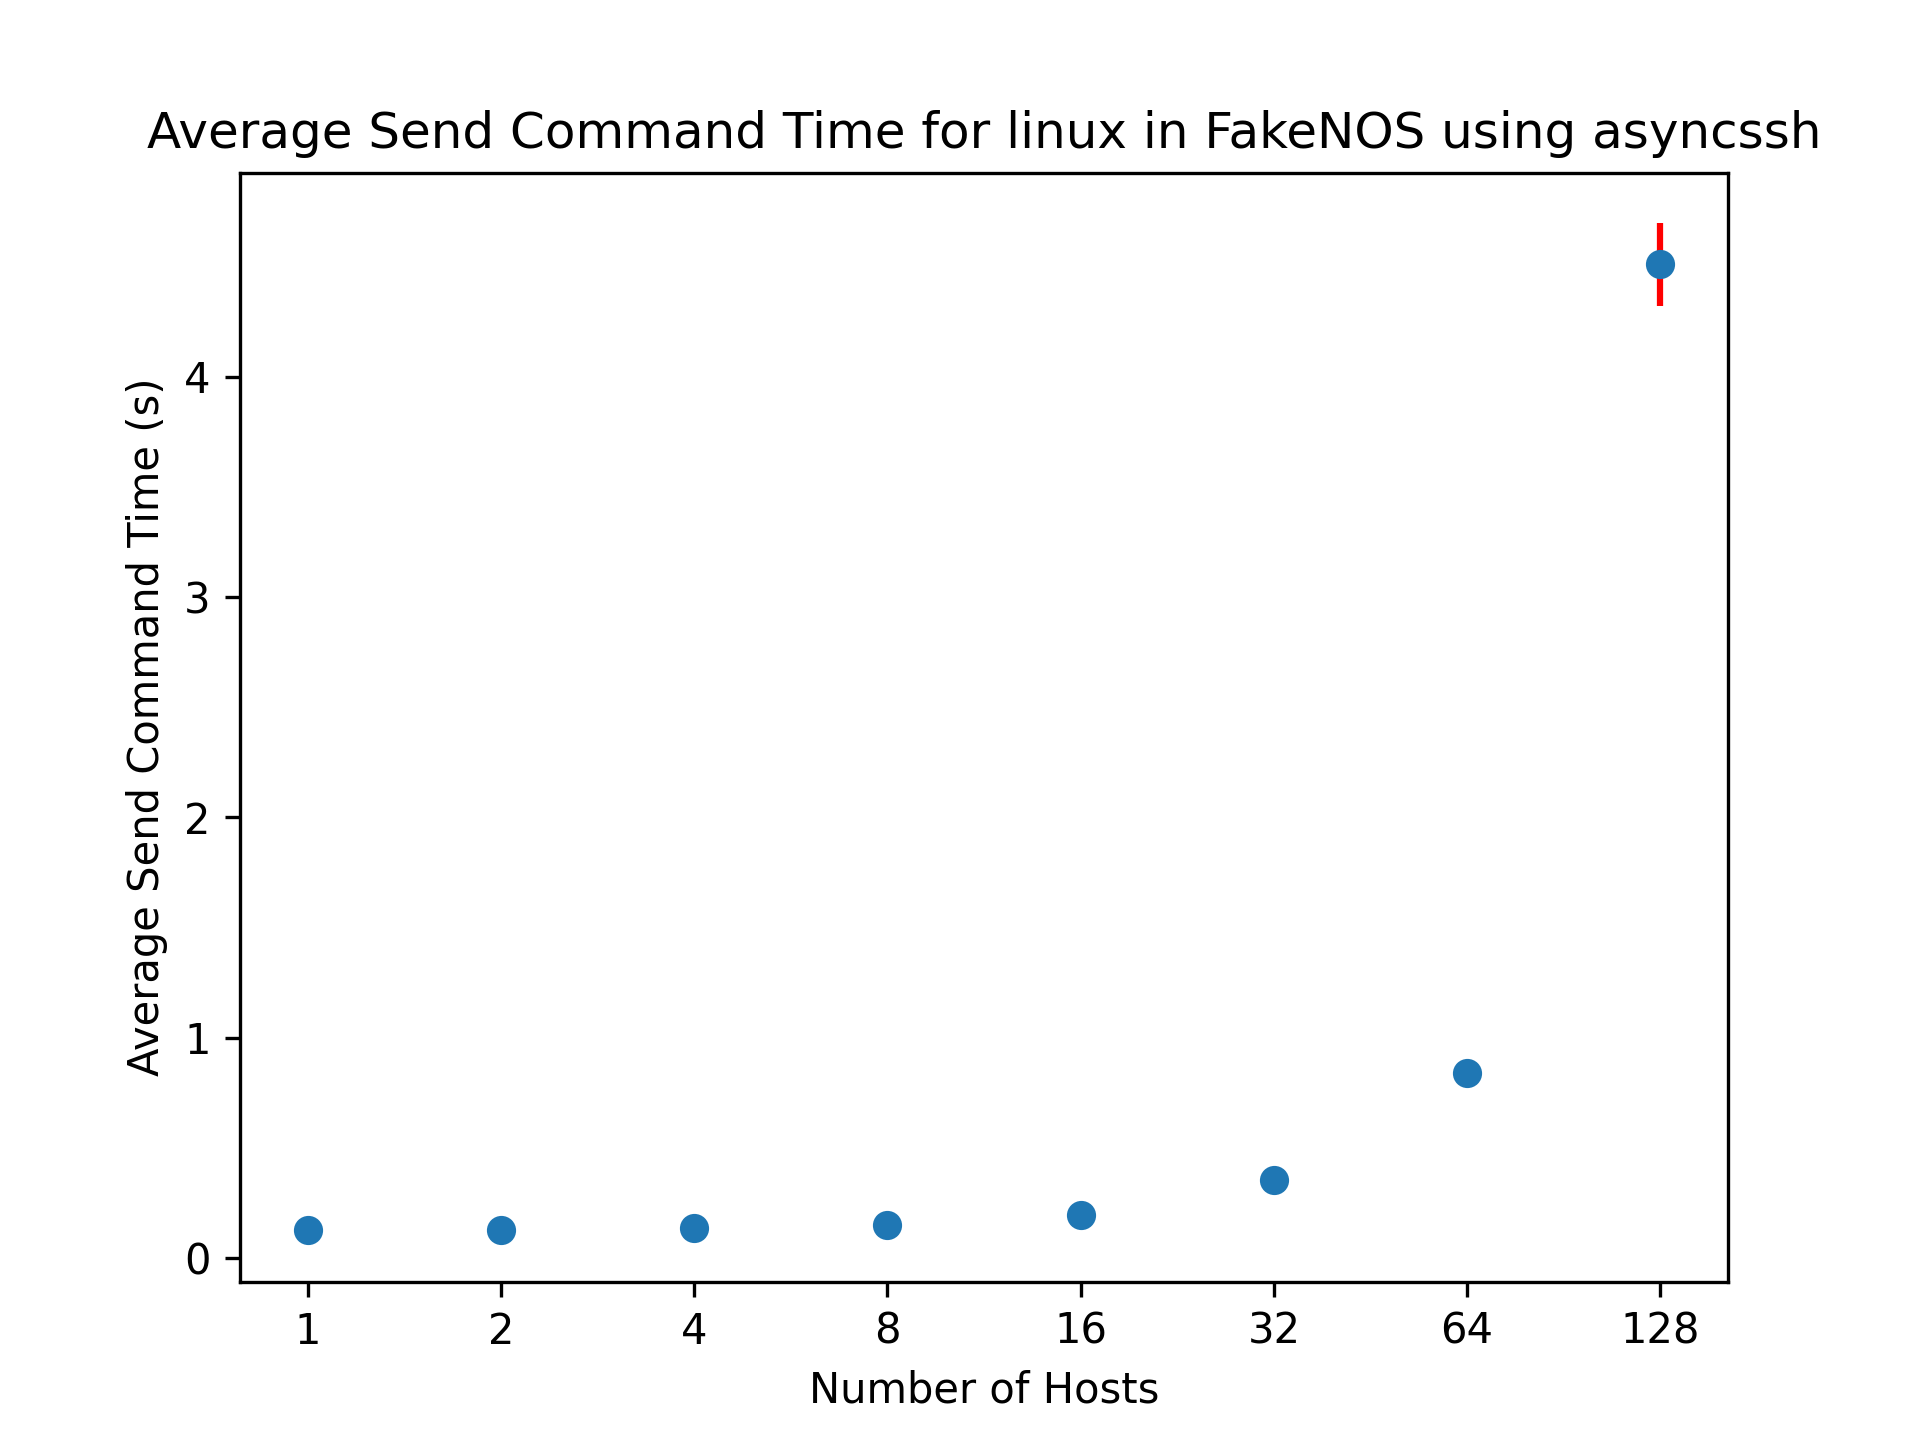 Average Send Command Time for linux in FakeNOS using asyncssh
Average Send Command Time (s)
4
3
2
1
0
1 2 4 8 16 32 64 128
Number of Hosts